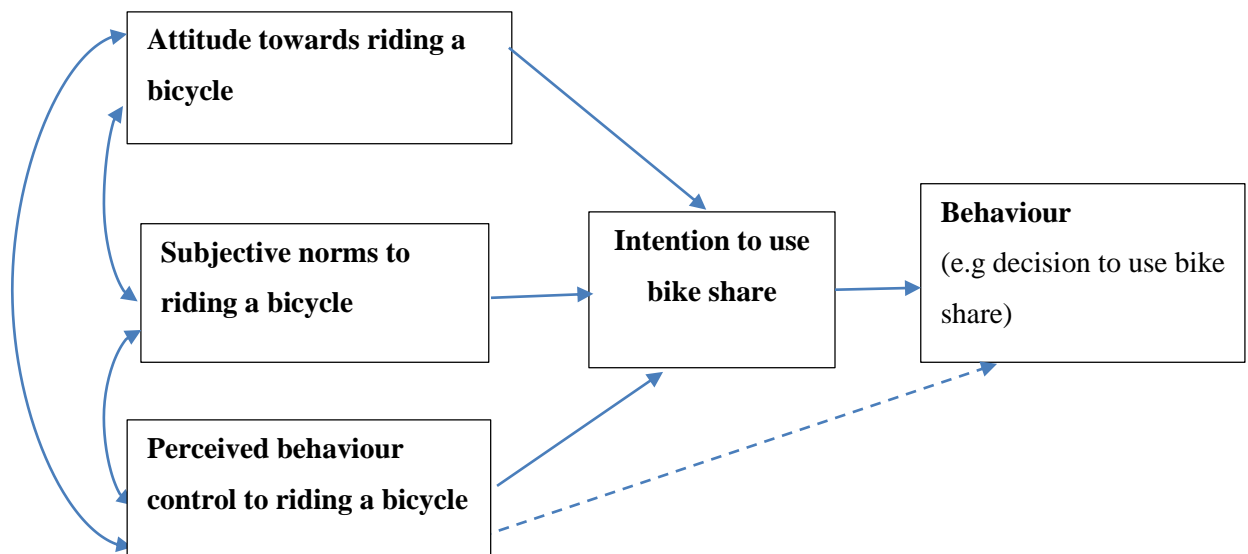 Attitude towards riding a
bicycle
Subjective norms to
riding a bicycle
Perceived behaviour
control to riding a bicycle
Intention to use
bike share
Behaviour
(e.g decision to use bike
share)